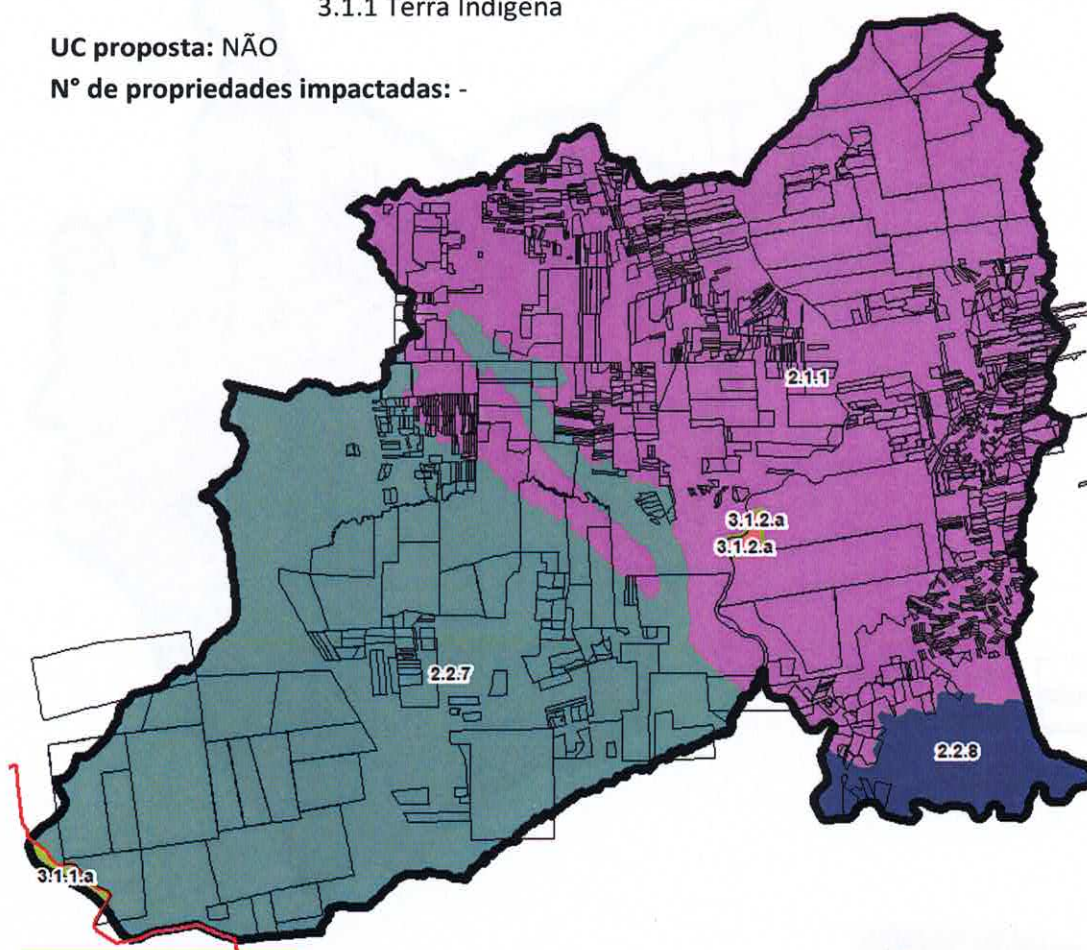 3.1.1 Terra Indígena
UC proposta: NÃO
N° de propriedades impactadas: -
2.1.1
3.1.2.a
3.1.2.a
2.2.7
2.2.8
3.1.1.a